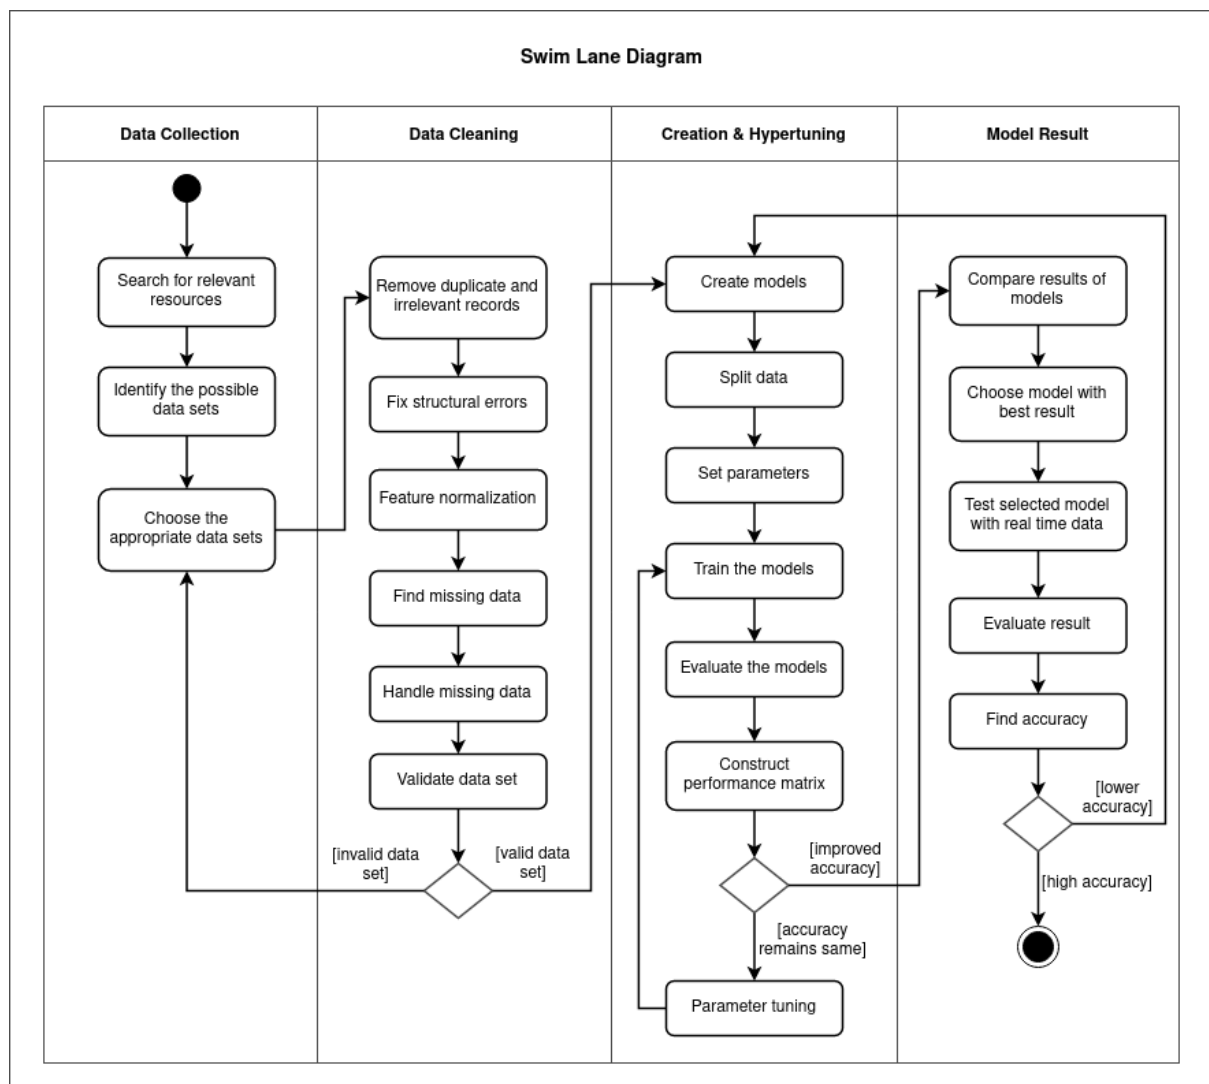 Swim Lane Diagram
Data Collection
Data Cleaning
Creation & Hypertuning
Model Result
Search for relevant
resources
Identify the possible
data sets
Choose the
appropriate data sets
Remove duplicate and
irrelevant records
Fix structural errors
Feature normalization
Find missing data
Handle missing data
Validate data set
[invalid data
set]
[valid data
set]
Create models
Split data
Set parameters
Train the models
Evaluate the models
Construct
performance matrix
[improved
accuracy]
[accuracy
remains same]
Parameter tuning
Compare results of
models
Choose model with
best result
Test selected model
with real time data
Evaluate result
Find accuracy
[lower
accuracy]
[high accuracy]